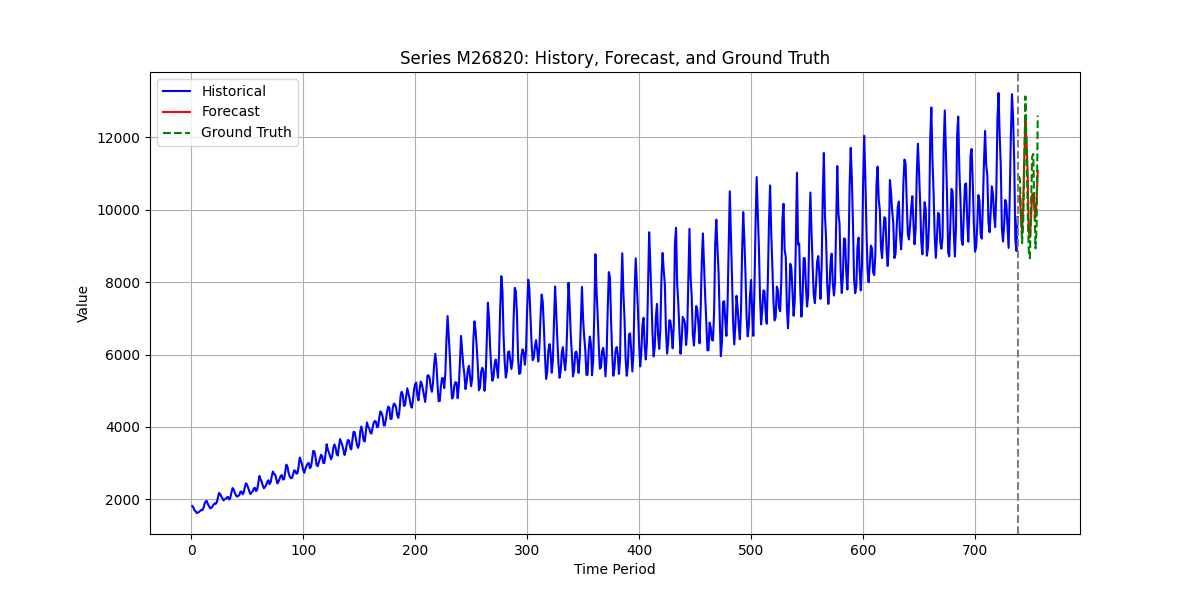 Series M26820: History, Forecast, and Ground Truth
Historical
Forecast
Ground Truth
Value
12000
10000
8000
6000
4000
2000
0 100 200 300 400 500 600 700
Time Period